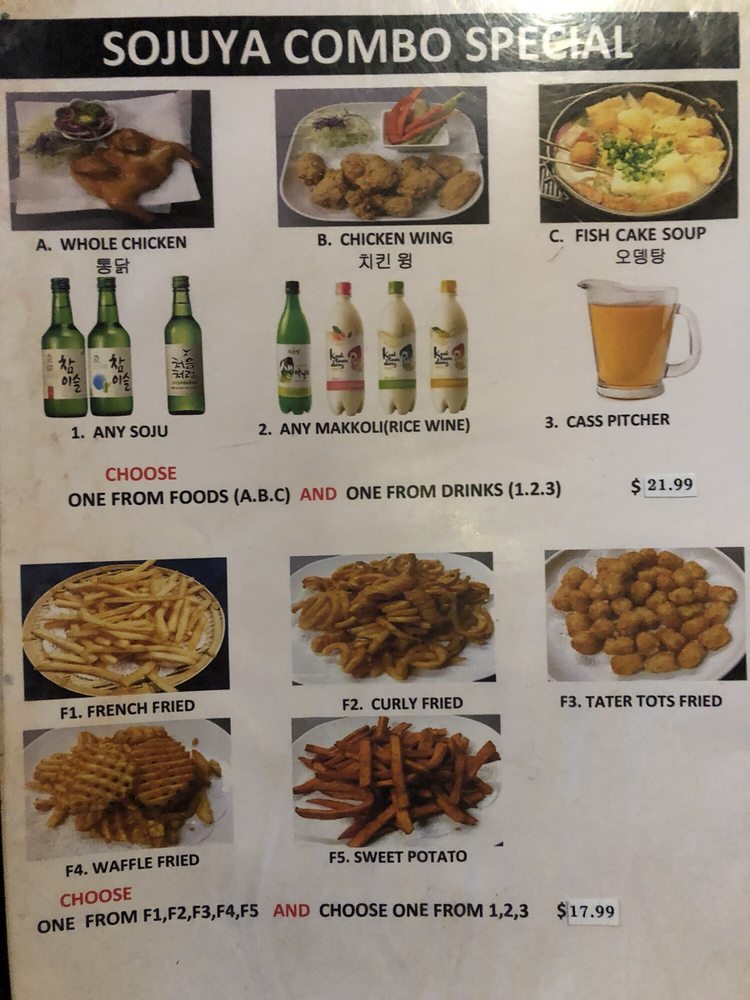 SOJUYA COMBO SPECIAL
A. WHOLE CHICKEN
통닭
B. CHICKEN WING
치킨 윙
C. FISH CAKE SOUP
오뎅탕
참이슬
참이슬
처음처럼
1. ANY SOJU
2. ANY MAKKOLI(RICE WINE)
3. CASS PITCHER
CHOOSE
ONE FROM FOODS (A.B.C) AND ONE FROM DRINKS (1.2.3) $ 21.99
F1. FRENCH FRIED
F2. CURLY FRIED
F3. TATER TOTS FRIED
F4. WAFFLE FRIED
F5. SWEET POTATO
CHOOSE
ONE FROM F1,F2,F3,F4,F5 AND CHOOSE ONE FROM 1,2,3 $17.99